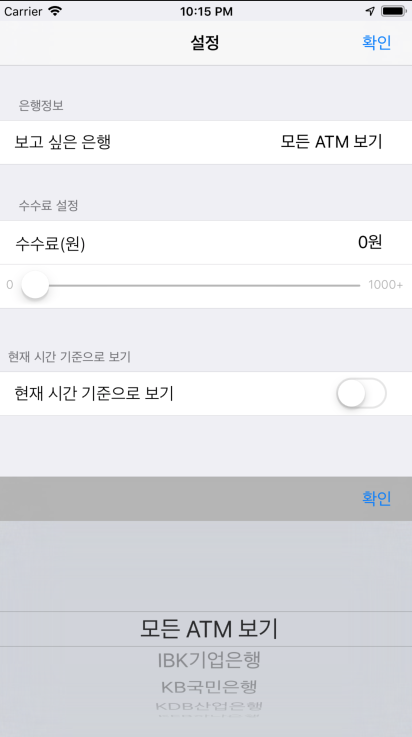 Carrier 10:15 PM
설정 확인
은행정보
보고 싶은 은행 모든 ATM 보기
수수료 설정
수수료(원) 0원
0 1000+
현재 시간 기준으로 보기
현재 시간 기준으로 보기
확인
모든 ATM 보기
IBK기업은행
KB국민은행
KDB산업은행